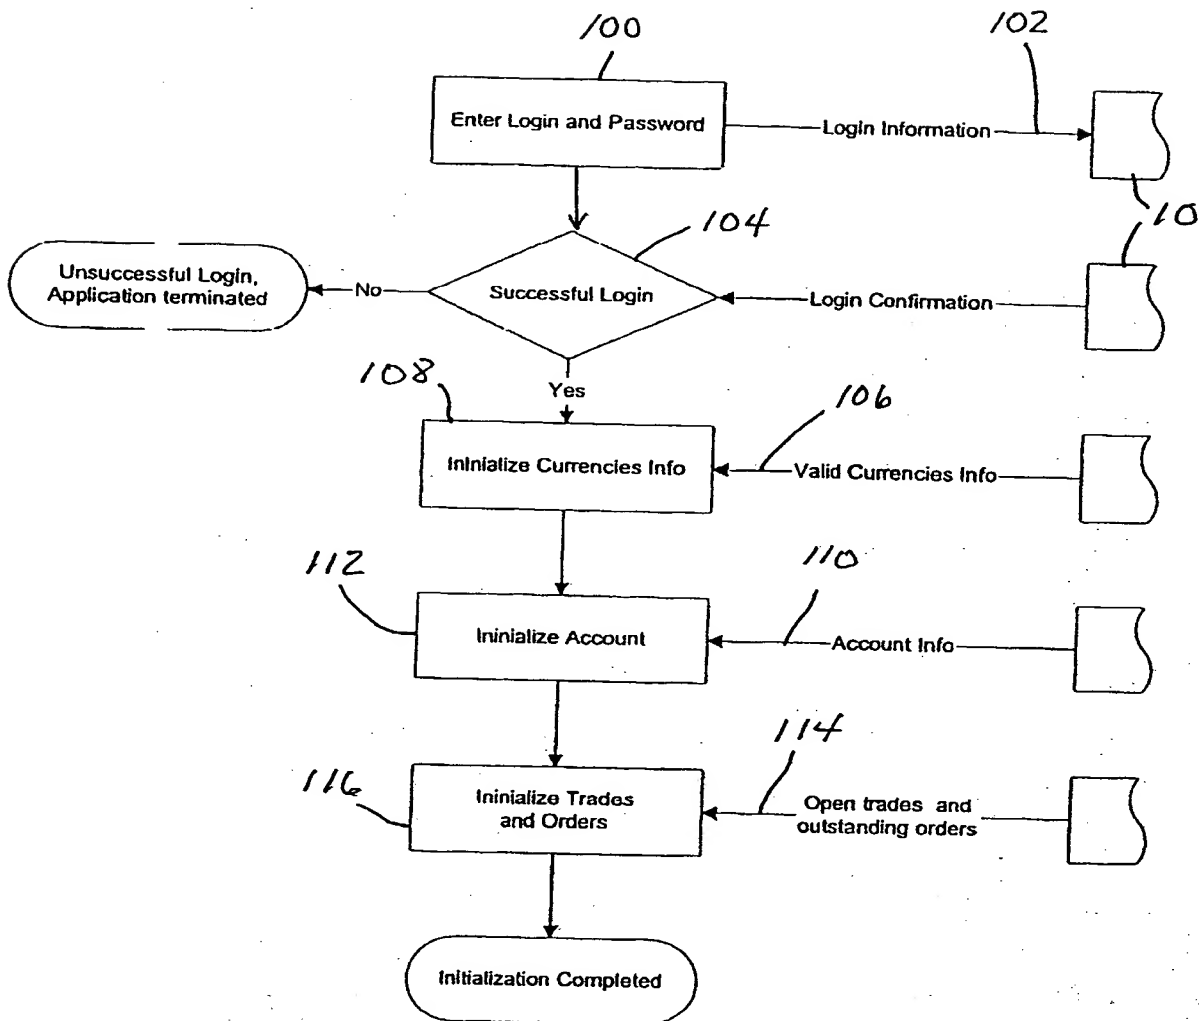 100
102
Enter Login and Password
Login Information
10
104
Unsuccessful Login,
Application terminated
No
Successful Login
Login Confirmation
108
Yes
106
Ininialize Currencies Info
Valid Currencies Info
112
110
Ininialize Account
Account Info
114
116
Ininialize Trades
and Orders
Open trades and
outstanding orders
Initialization Completed